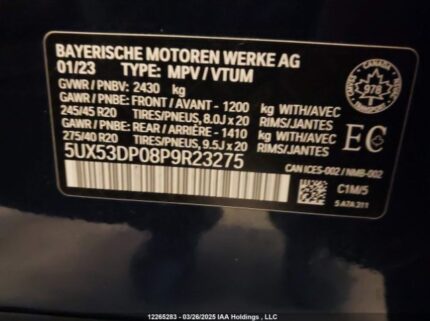 BAYERISCHE MOTOREN WERKE AG
01/23 TYPE: MPV / VTUM
GVWR / PNBV: 2430 kg
GAWR / PNBE: FRONT / AVANT - 1200 kg WITH/AVEC
245/45 R20 TIRES/PNEUS/ 8.0J x 20 RIMS/JANTES
GAWR / PNBE: REAR / ARRIÈRE - 1410 kg WITH/AVEC
275/40 R20 TIRES/PNEUS/ 9.5J x 20 RIMS/JANTES
5UX53DP08P9R23275
CANADA
978
EC
CAN ICES-002 / NMB-002
C1M/5
5.A7A.311
12265283 - 03/26/2025 IAA Holdings , LLC